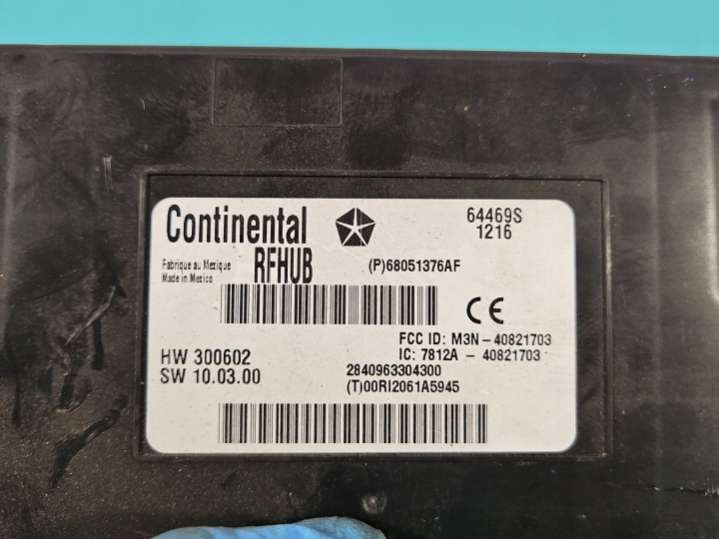 Continental
64469S
1216
Fabrique au Mexique
Made in Mexico
RFHUB
(P)68051376AF
CE
FCC ID: M3N-40821703
IC: 7812A - 40821703
HW 300602
SW 10.03.00
2840963304300
(T)00RI2061A5945